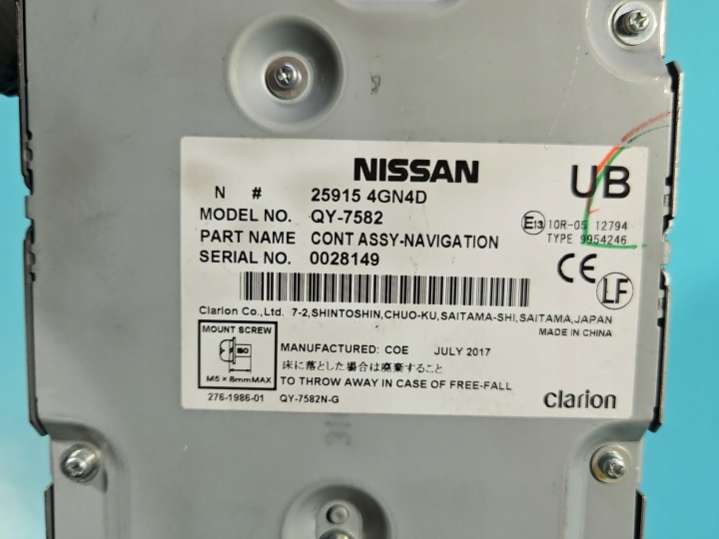 NISSAN
UB
N # 25915 4GN4D
MODEL NO. QY-7582
PART NAME CONT ASSY-NAVIGATION
SERIAL NO. 0028149
E13 10R-05 12794
TYPE 9954246
CE
LF
Clarion Co.,Ltd. 7-2,SHINTOSHIN,CHUO-KU,SAITAMA-SHI,SAITAMA,JAPAN
MADE IN CHINA
MOUNT SCREW
ISO
M5 × 8mmMAX
MANUFACTURED: COE JULY 2017
床に落とした場合は廃棄すること
TO THROW AWAY IN CASE OF FREE-FALL
276-1986-01 QY-7582N-G
clarion